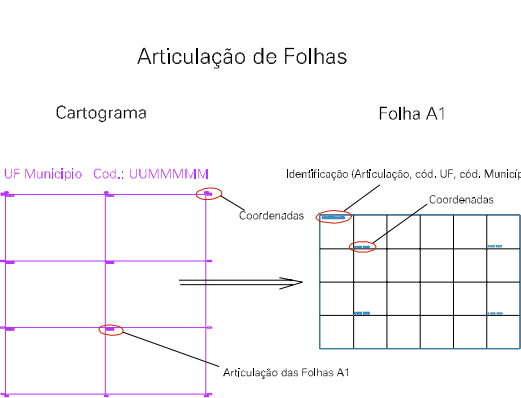 Articulação de Folhas
Cartograma
Folha A1
UF Municipio Cod.: UUMMMMM
Identificação (Articulação, cód. UF, cód.
Coordenadas
Coordenadas
Articulação das Folhas A1